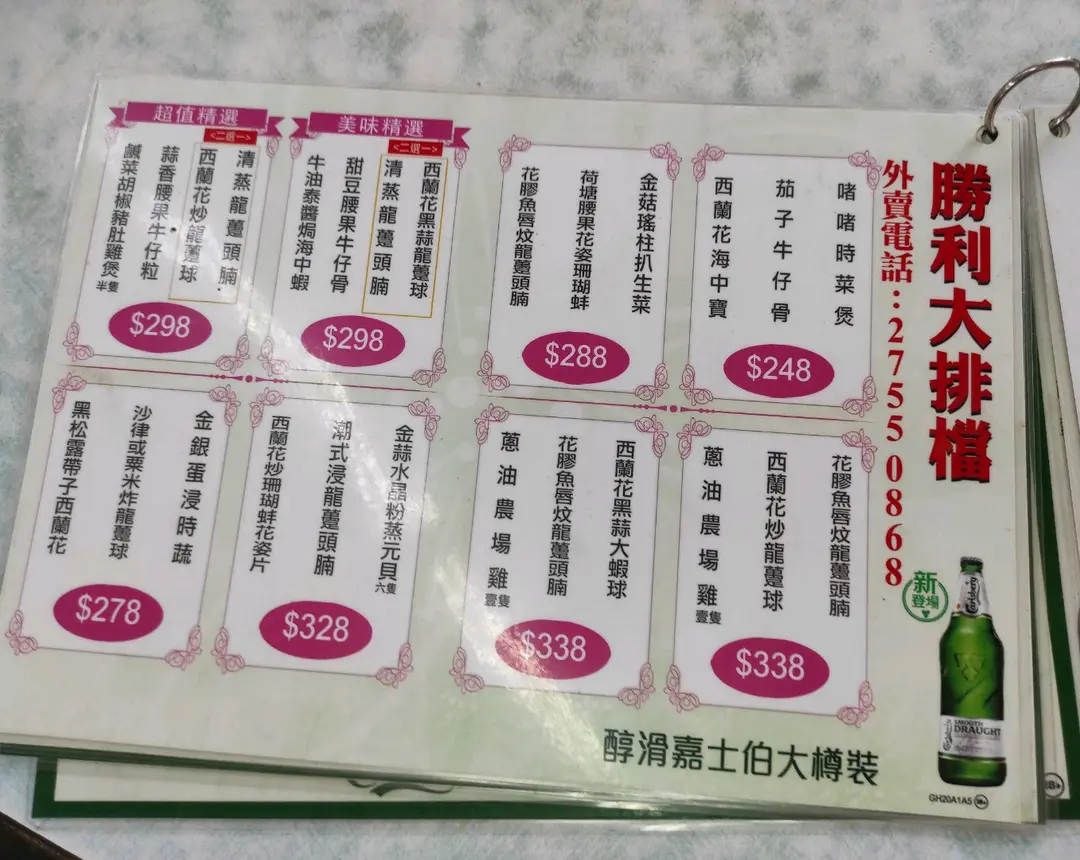 勝利大排檔
外賣電話：2755 0868
啫啫時菜煲
茄子牛仔骨
西蘭花海中寶
$248
金菇瑤柱扒生菜
荷塘腰果花姿珊瑚蚌
花膠魚唇炆龍躉頭腩
$288
美味精選
<二選一>
西蘭花黑蒜龍躉球
清蒸龍躉頭腩
甜豆腰果牛仔骨
牛油泰醬焗海中蝦
$298
超值精選
<二選一>
清蒸龍躉頭腩
西蘭花炒龍躉球
蒜香腰果牛仔粒
鹹菜胡椒豬肚雞煲半隻
$298
花膠魚唇炆龍躉頭腩
西蘭花炒龍躉球
蔥油農場雞壹隻
$338
西蘭花黑蒜大蝦球
花膠魚唇炆龍躉頭腩
蔥油農場雞壹隻
$338
金蒜水晶粉蒸元貝六隻
潮式浸龍躉頭腩
西蘭花炒珊瑚蚌花姿片
$328
金銀蛋浸時蔬
沙律或粟米炸龍躉球
黑松露帶子西蘭花
$278
新
登場
Carlsberg
SMOOTH
DRAUGHT
醇滑嘉士伯大樽裝
GH20A1A5 18+